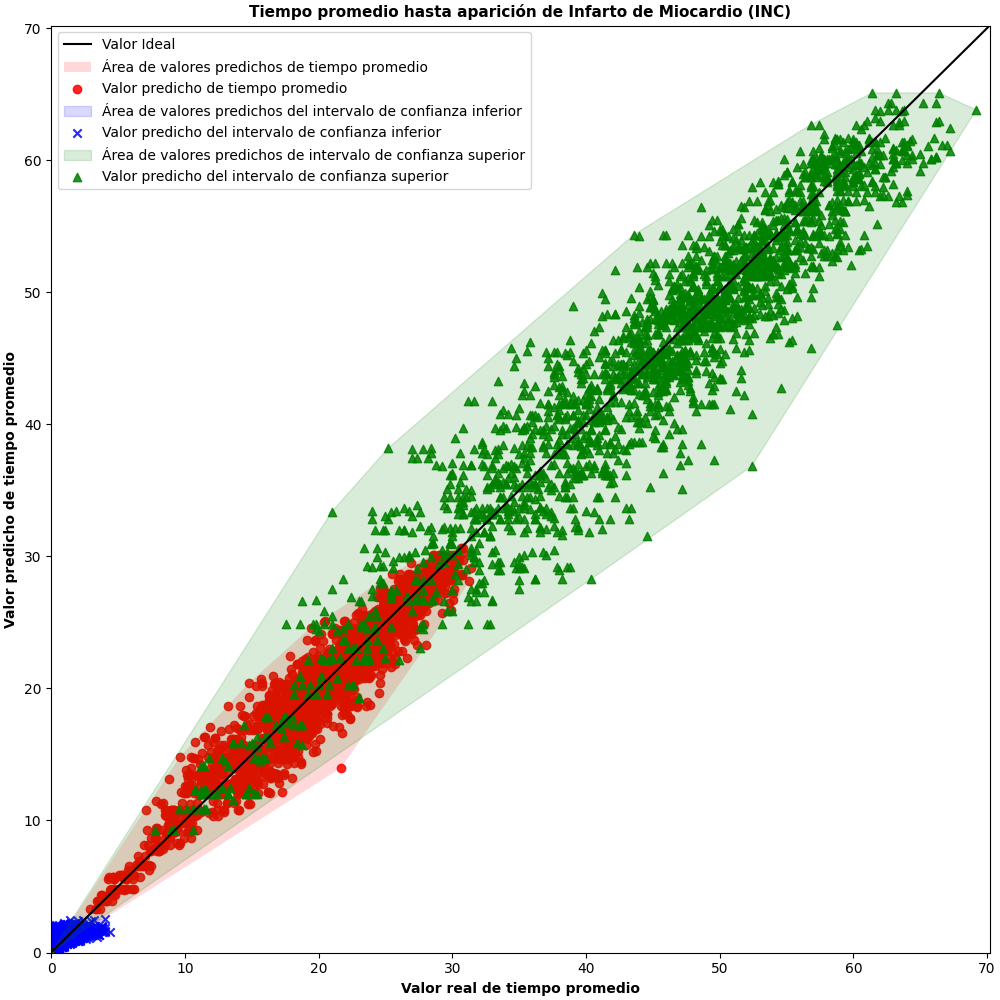 Tiempo promedio hasta aparición de Infarto de Miocardio (INC)
Valor Ideal
Área de valores predichos de tiempo promedio
Valor predicho de tiempo promedio
Área de valores predichos del intervalo de confianza inferior
Valor predicho del intervalo de confianza inferior
Área de valores predichos de intervalo de confianza superior
Valor predicho del intervalo de confianza superior
Valor predicho de tiempo promedio
70
60
50
40
30
20
10
0
0 10 20 30 40 50 60 70
Valor real de tiempo promedio